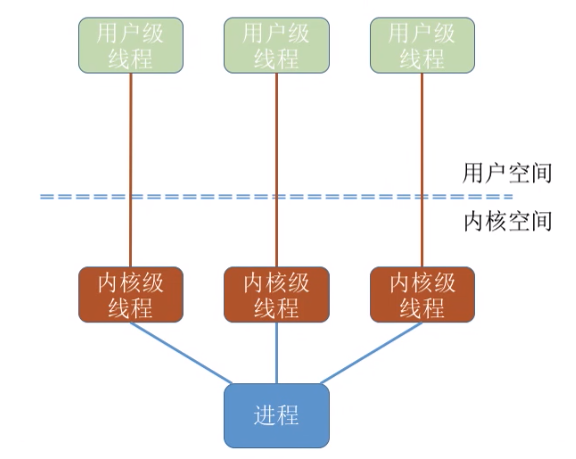 用户级 用户级 用户级
线程 线程 线程
用户空间
内核空间
内核级 内核级 内核级
线程 线程 线程
进程